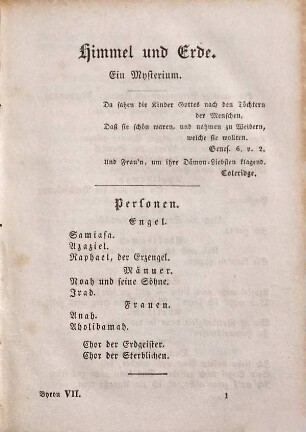 Himmel und Erde.
Ein Mysterium.
Da sahen die Kinder Gottes nach den Töchtern
der Menschen,
Daß sie schön waren, und nahmen zu Weibern,
welche sie wollten.
Genes. 6, v. 2.
Und Frau'n, um ihre Dämon-Liebsten klagend.
Coleridge.
Personen.
Engel.
Samiasa.
Azaziel.
Raphael, der Erzengel.
Männer.
Noah und seine Söhne.
Irad.
Frauen.
Anah.
Aholibamah.
Chor der Erdgeister.
Chor der Sterblichen.
Byron VII. 1